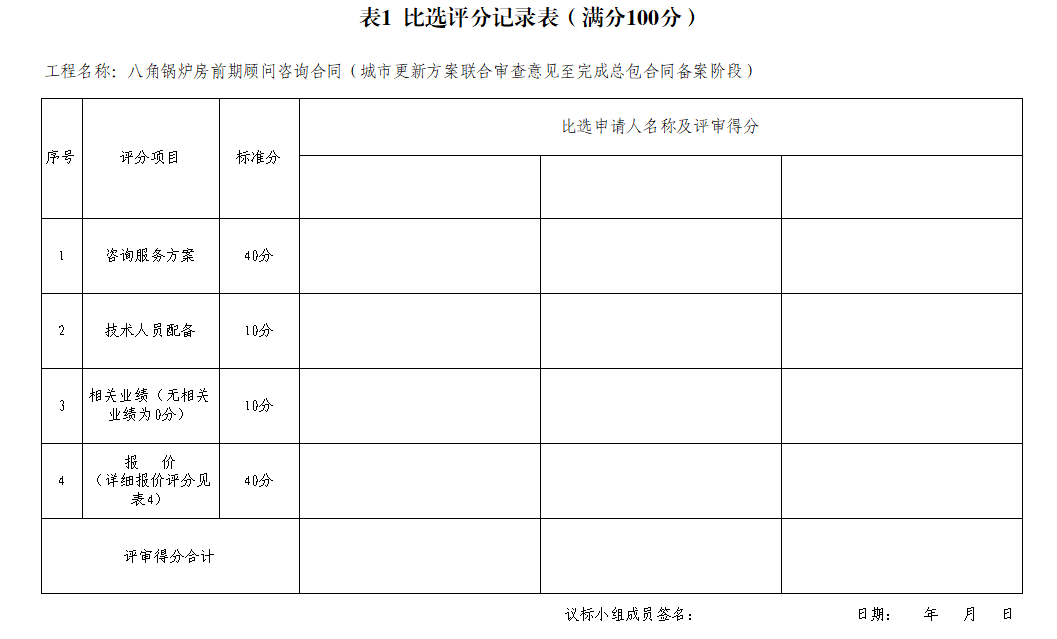 表1 比选评分记录表（满分100分）
工程名称：八角锅炉房前期顾问咨询合同（城市更新方案联合审查意见至完成总包合同备案阶段）
序号 评分项目 标准分 比选申请人名称及评审得分
1 咨询服务方案 40分
2 技术人员配备 10分
3 相关业绩（无相关
业绩为0分） 10分
报 价
4 （详细报价评分见 40分
表4）
评审得分合计
议标小组成员签名： 日期： 年 月 日